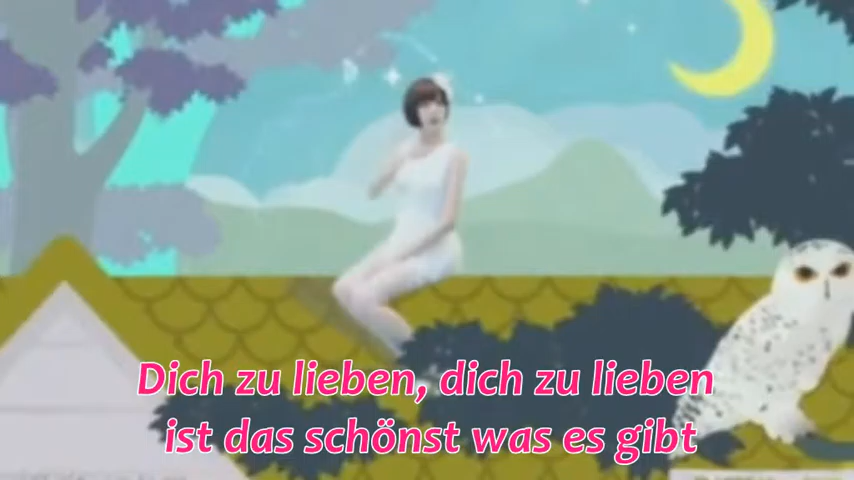 Dich zu lieben, dich zu lieben
ist das schönst was es gibt